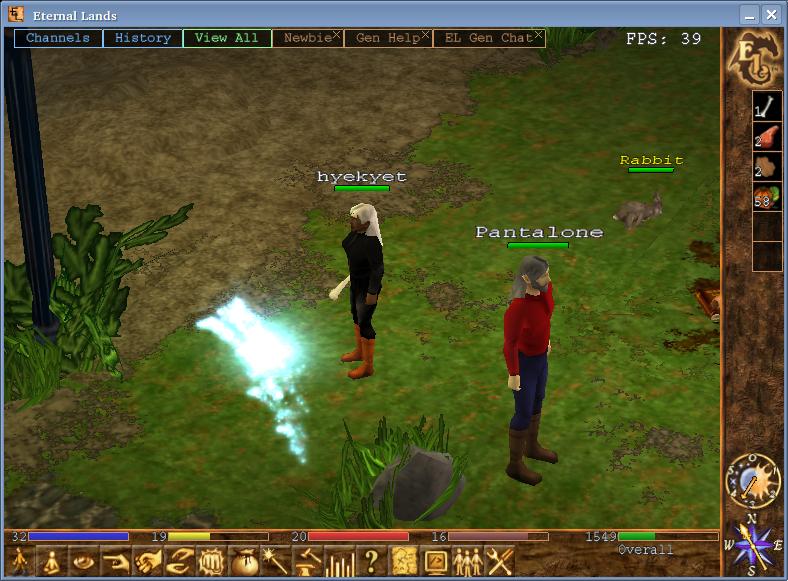 Eternal Lands
Channels History View All Newbie Gen Help EL Gen Chat FPS: 39
EL
1
Rabbit
2
hyekyet
2
58
Pantalone
N
W E
S
32 19 20 16 1549
Overall
?